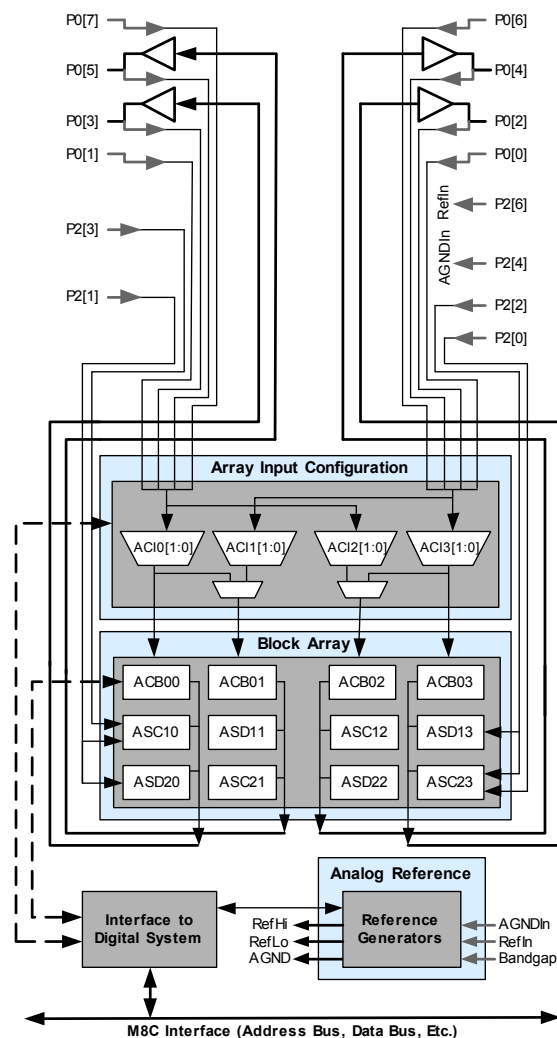 P0[7] P0[6]
P0[5] P0[4]
P0[3] P0[2]
P0[1] P0[0]
RefIn P2[6]
P2[3]
AGNDIn P2[4]
P2[1] P2[2]
P2[0]
Array Input Configuration
ACI0[1:0] ACI1[1:0] ACI2[1:0] ACI3[1:0]
Block Array
ACB00 ACB01 ACB02 ACB03
ASC10 ASD11 ASC12 ASD13
ASD20 ASC21 ASD22 ASC23
Analog Reference
Interface to
Digital System
RefHi
RefLo
AGND
Reference
Generators
AGNDIn
RefIn
Bandgap
M8C Interface (Address Bus, Data Bus, Etc.)